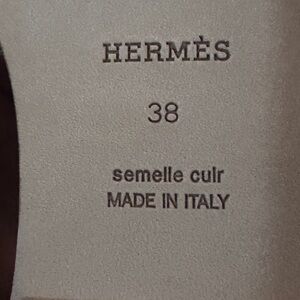 HERMÈS
38
semelle cuir
MADE IN ITALY